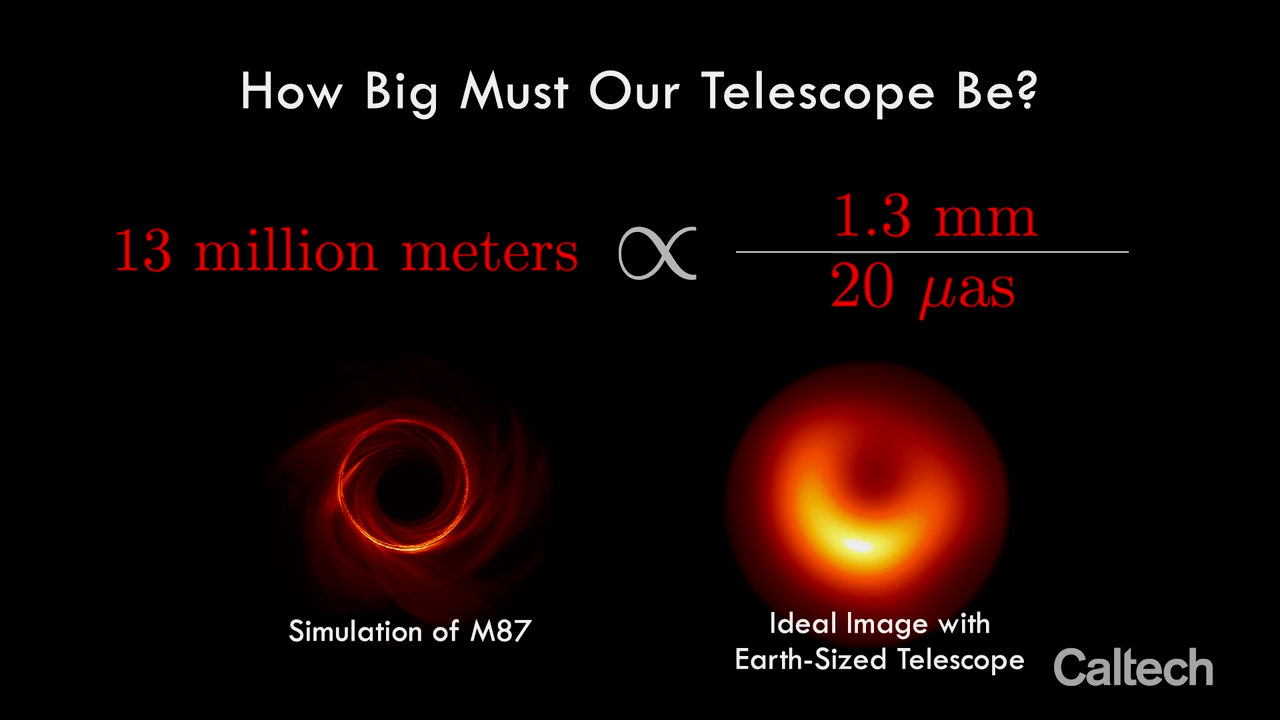 How Big Must Our Telescope Be?
13 million meters ∝ 1.3 mm
20 μas
Simulation of M87
Ideal Image with
Earth-Sized Telescope
Caltech